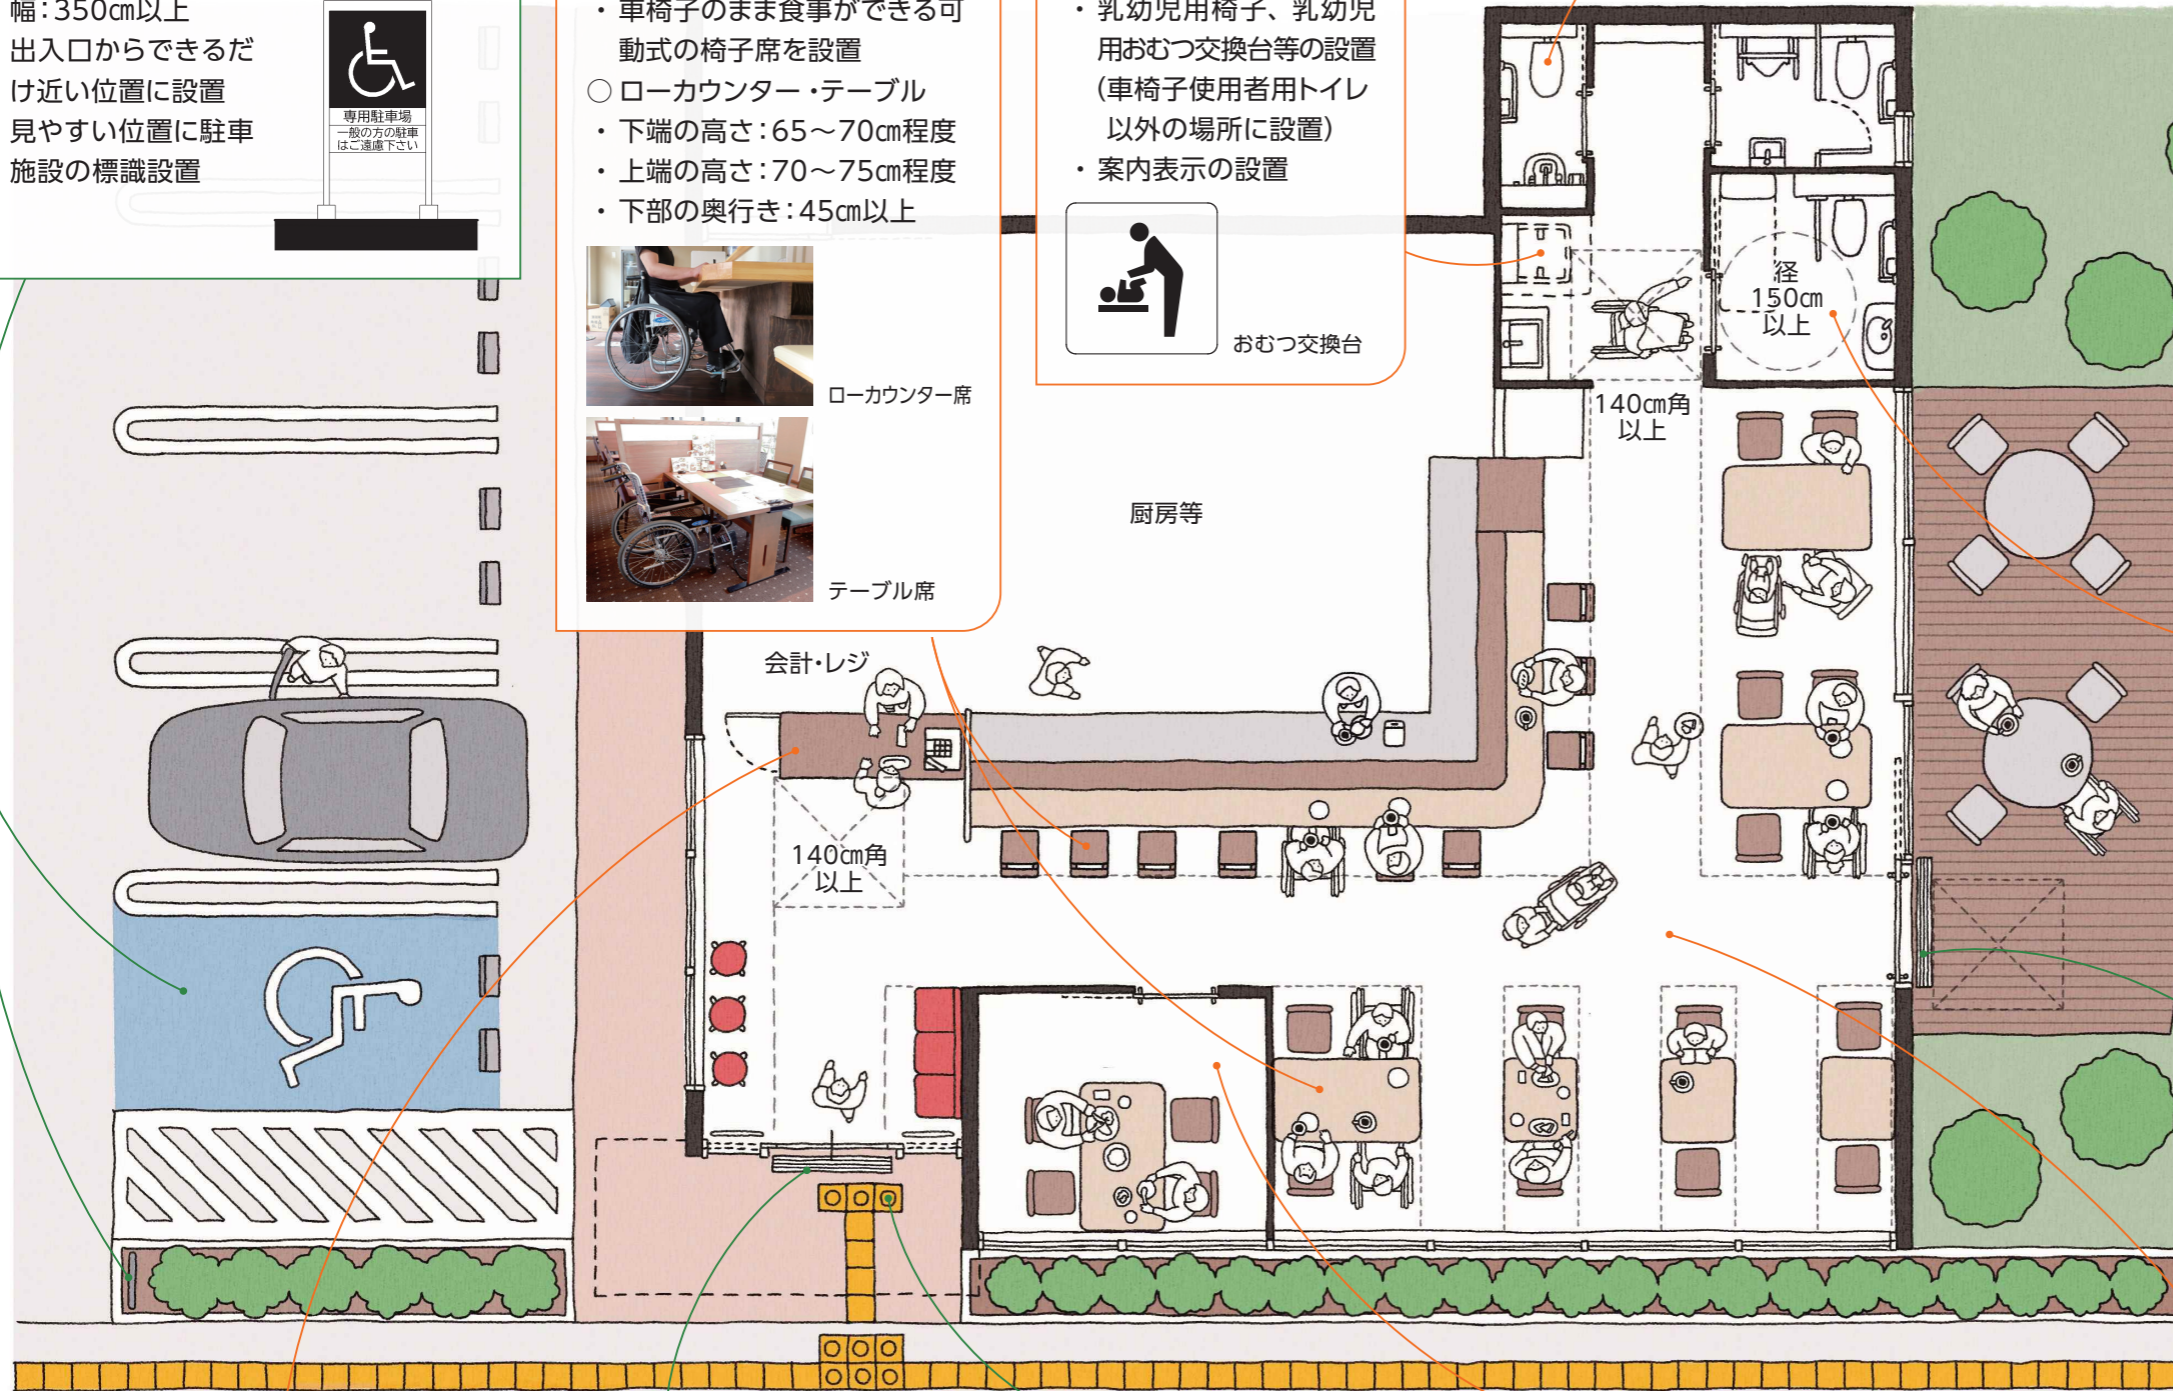 幅：350㎝以上
出入口からできるだ
け近い位置に設置
見やすい位置に駐車
施設の標識設置
専用駐車場
一般の方の駐車
はご遠慮下さい
・ 車椅子のまま食事ができる可
動式の椅子席を設置
○ ローカウンター・テーブル
・ 下端の高さ：65～70㎝程度
・ 上端の高さ：70～75㎝程度
・ 下部の奥行き：45㎝以上
ローカウンター席
テーブル席
・ 乳幼児用椅子、乳幼児
用おむつ交換台等の設置
（車椅子使用者用トイレ
以外の場所に設置）
・ 案内表示の設置
おむつ交換台
径
150㎝
以上
140㎝角
以上
厨房等
会計・レジ
140㎝角
以上